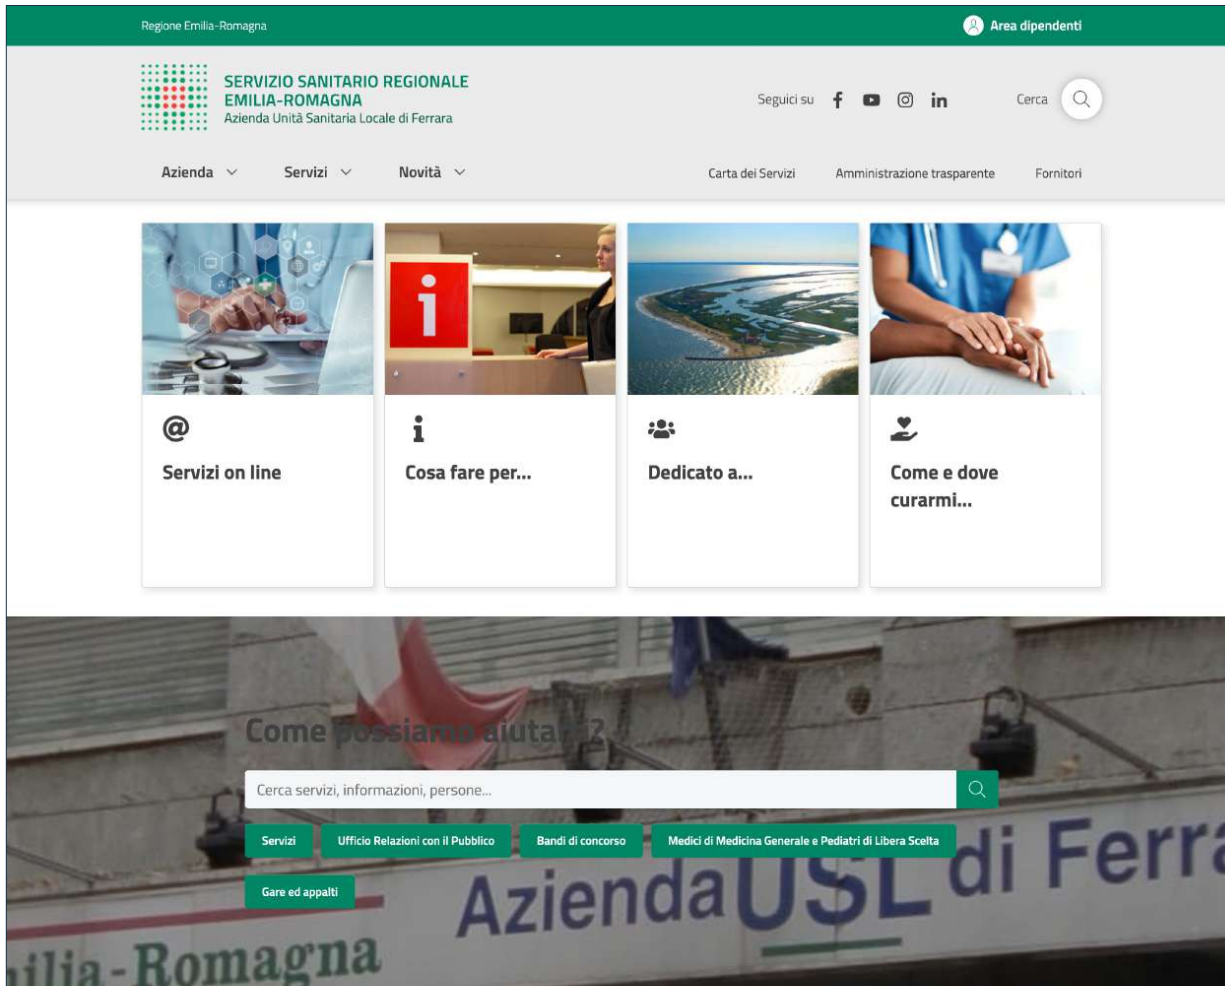 Regione Emilia-Romagna
Area dipendenti
SERVIZIO SANITARIO REGIONALE
EMILIA-ROMAGNA
Azienda Unità Sanitaria Locale di Ferrara
Seguici su
Cerca
Azienda
Servizi
Novità
Carta dei Servizi
Amministrazione trasparente
Fornitori
i
@
Servizi on line
i
Cosa fare per...
Dedicato a...
Come e dove
curarmi...
Come possiamo aiutarti?
Cerca servizi, informazioni, persone...
Servizi
Ufficio Relazioni con il Pubblico
Bandi di concorso
Medici di Medicina Generale e Pediatri di Libera Scelta
Gare ed appalti
Azienda USL di Ferra
ilia-Romagna